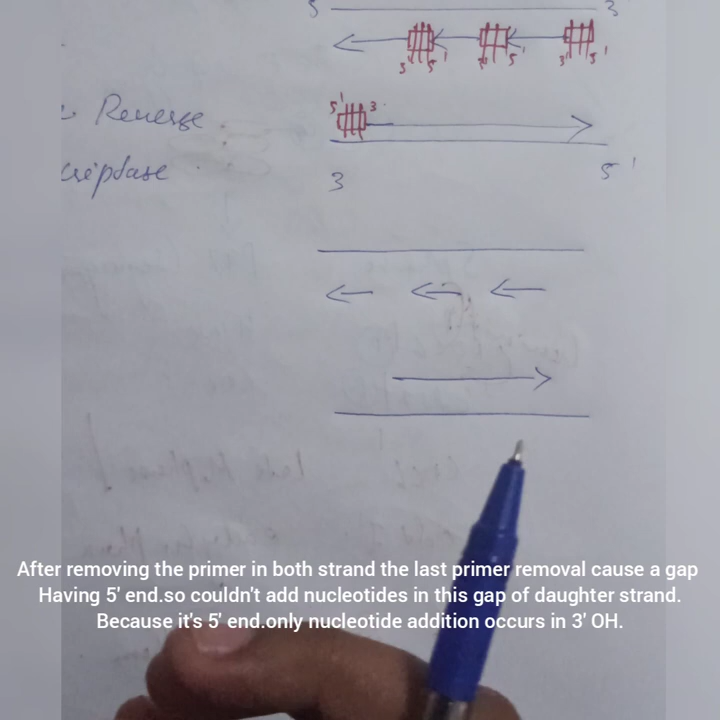 5 3'
3' 5' 5' 3' 5'
Reverse 5' 3
3 5'
After removing the primer in both strand the last primer removal cause a gap
Having 5' end.so couldn't add nucleotides in this gap of daughter strand.
Because it's 5' end.only nucleotide addition occurs in 3' OH.